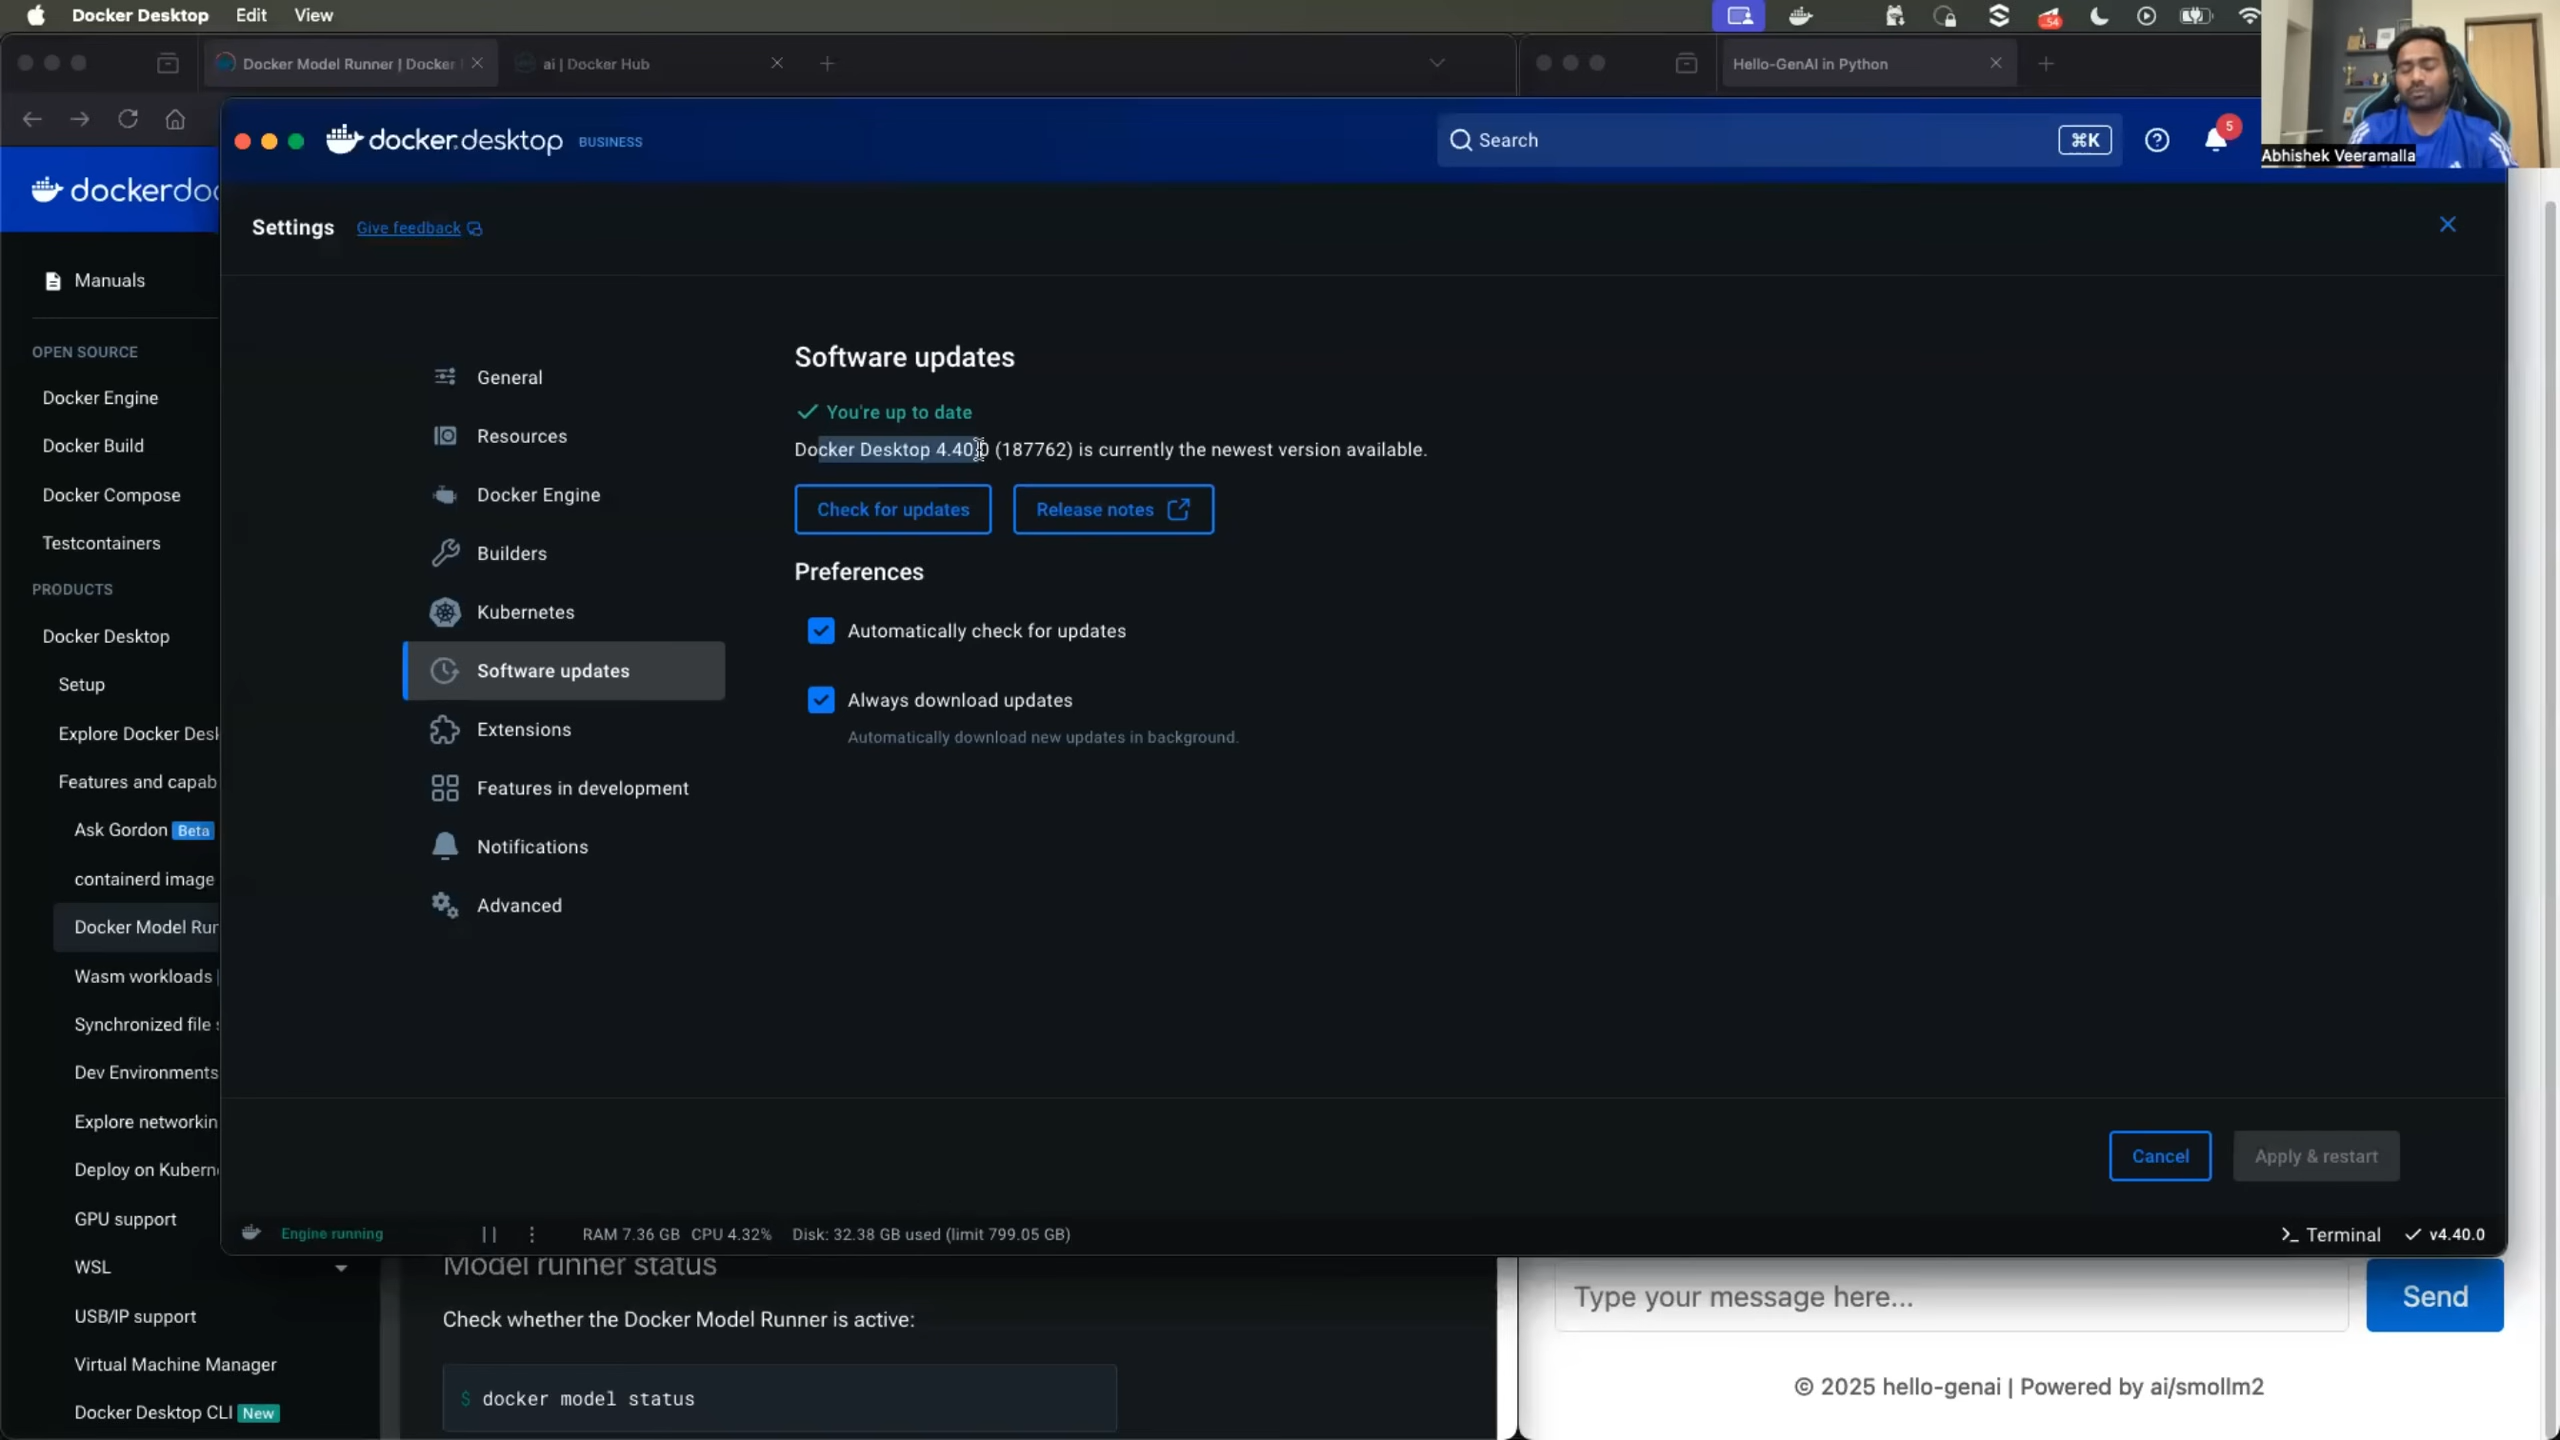 Docker Desktop Edit View
54
Docker Model Runner | Docker
ai | Docker Hub
Hello-GenAI in Python
docker desktop BUSINESS
Search
⌘K
5
Abhishek Veeramalla
Settings Give feedback
Manuals
OPEN SOURCE
Docker Engine
Docker Build
Docker Compose
Testcontainers
PRODUCTS
Docker Desktop
Setup
Explore Docker Desk
Features and capab
Ask Gordon Beta
containerd image
Docker Model Run
Wasm workloads
Synchronized file s
Dev Environments
Explore networkin
Deploy on Kuberne
GPU support
WSL
USB/IP support
Virtual Machine Manager
Docker Desktop CLI New
General
Resources
Docker Engine
Builders
Kubernetes
Software updates
Extensions
Features in development
Notifications
Advanced
Software updates
You're up to date
Docker Desktop 4.40.0 (187762) is currently the newest version available.
Check for updates
Release notes
Preferences
Automatically check for updates
Always download updates
Automatically download new updates in background.
Cancel
Apply & restart
Engine running
RAM 7.36 GB CPU 4.32% Disk: 32.38 GB used (limit 799.05 GB)
Terminal
v4.40.0
Model runner status
Check whether the Docker Model Runner is active:
$ docker model status
Type your message here...
Send
© 2025 hello-genai | Powered by ai/smollm2